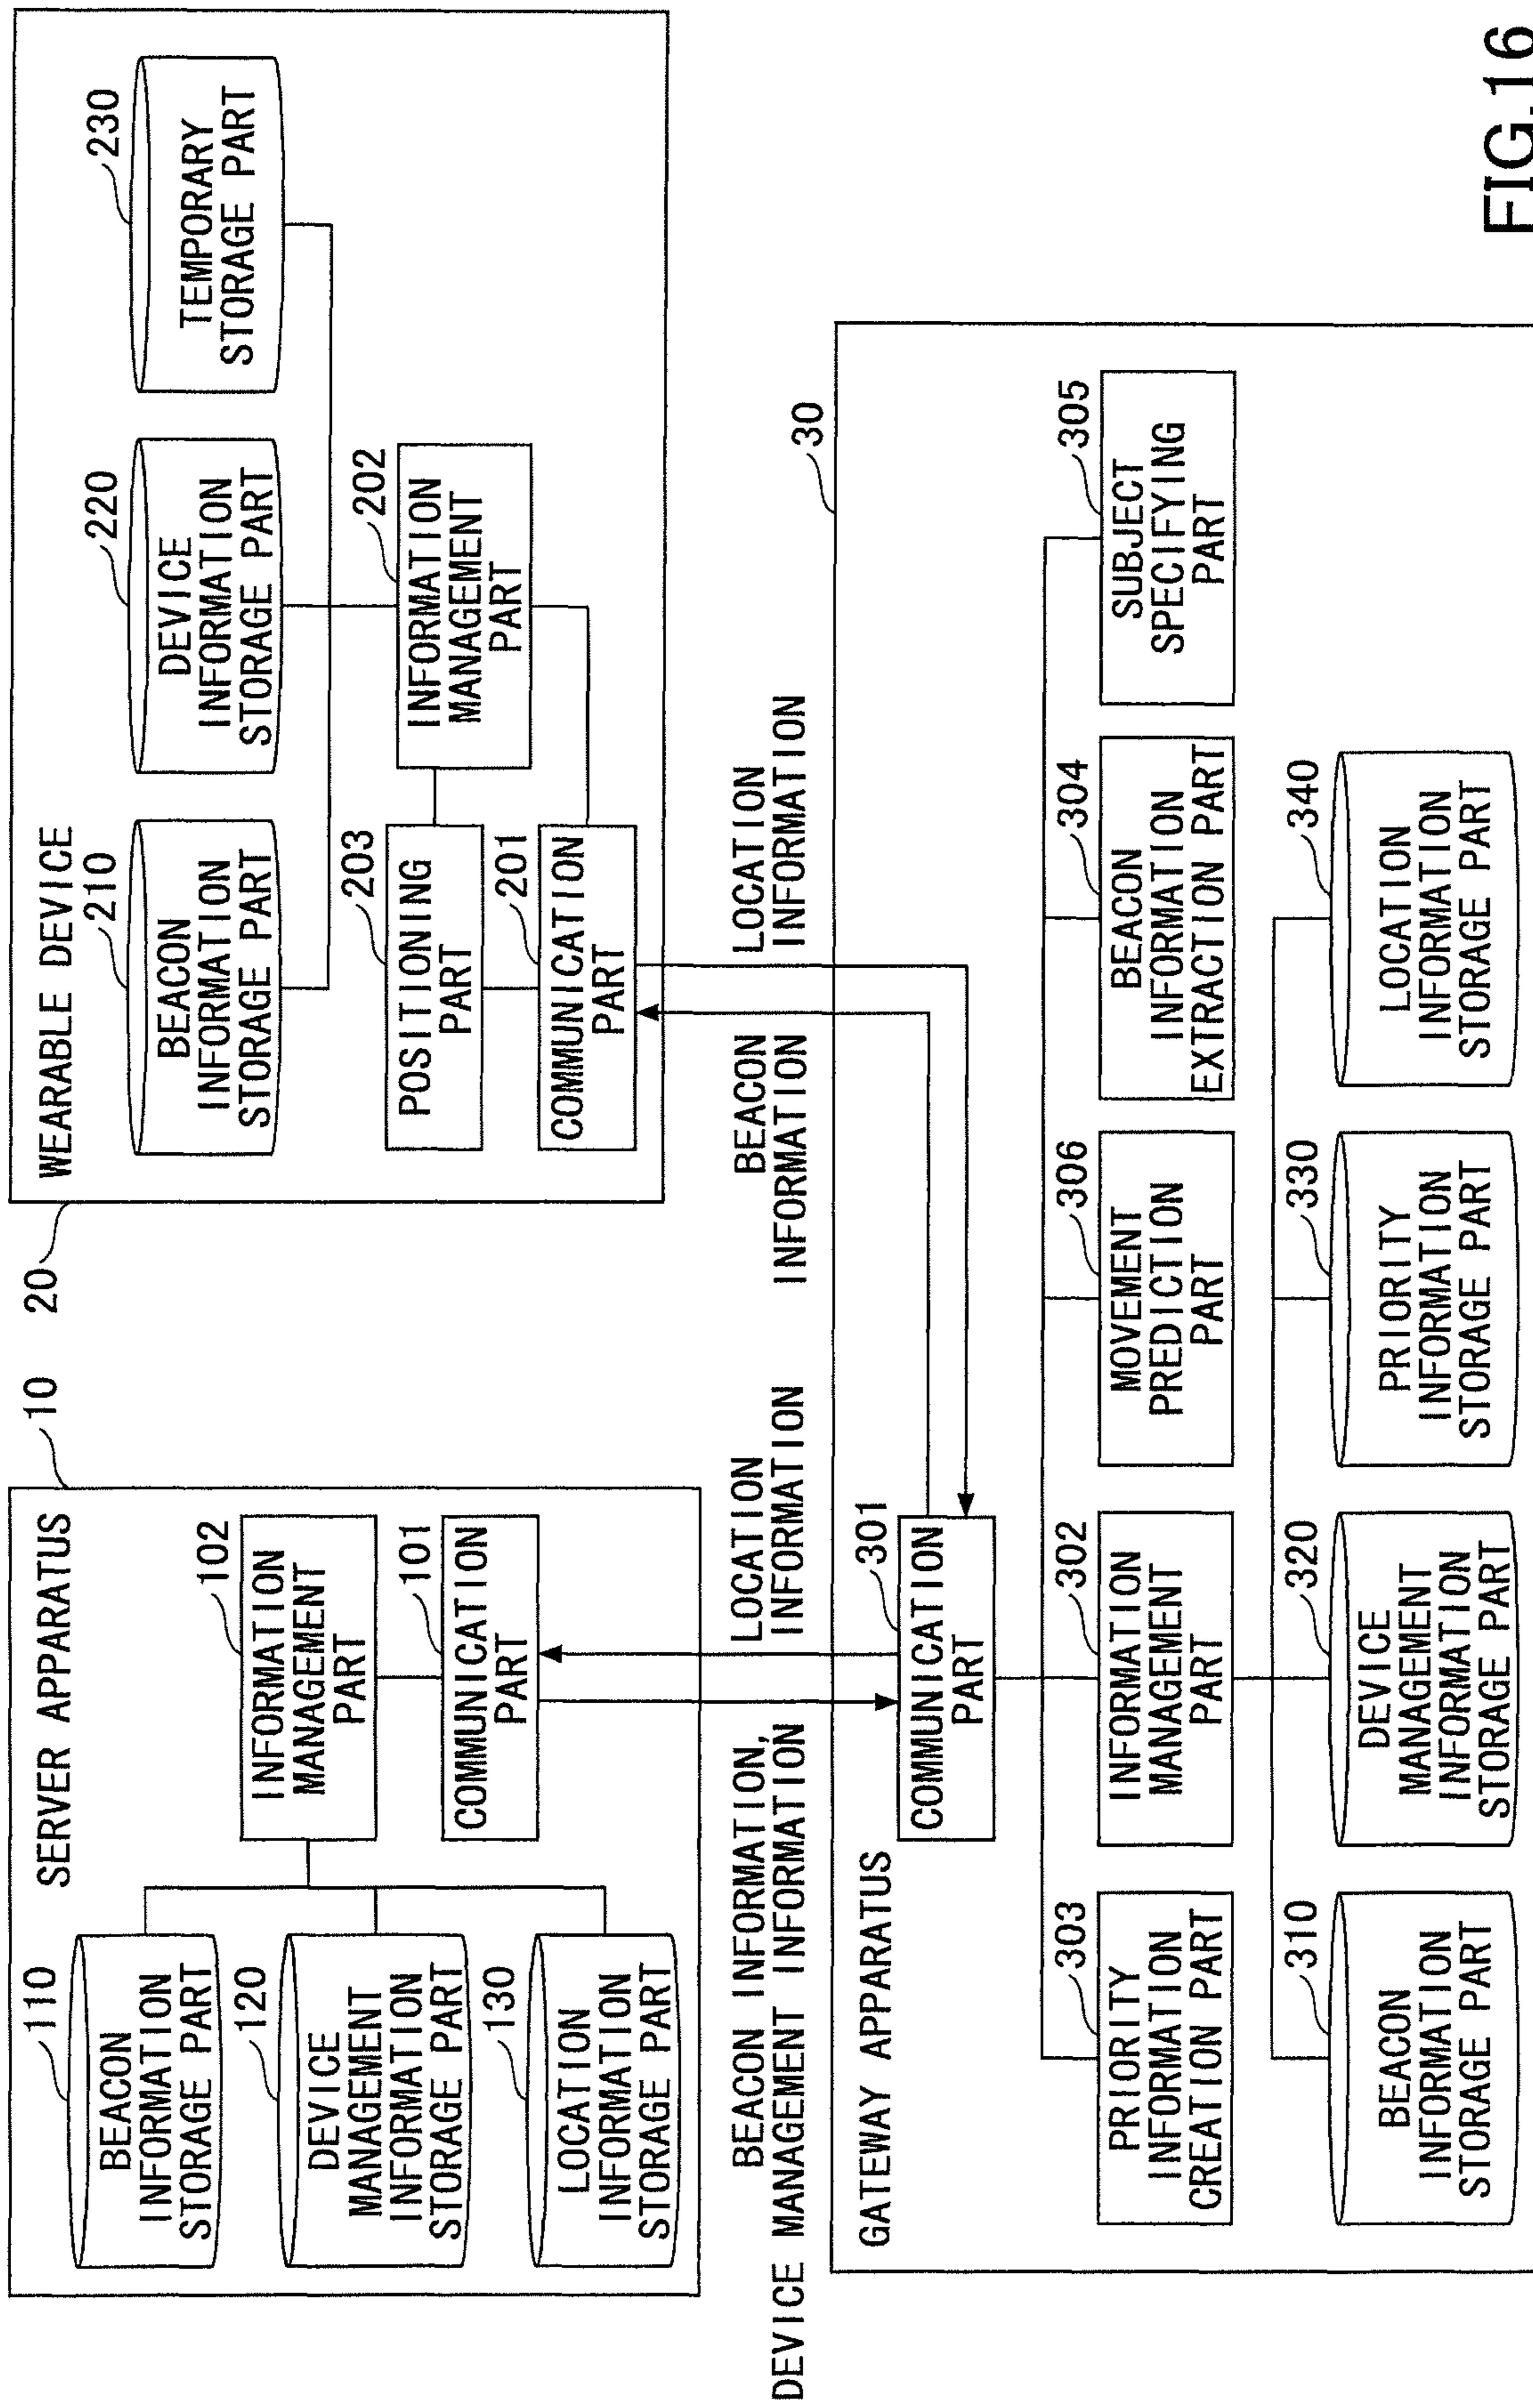 SERVER APPARATUS
10
110
BEACON
INFORMATION
STORAGE PART
120
DEVICE
MANAGEMENT
INFORMATION
STORAGE PART
130
LOCATION
INFORMATION
STORAGE PART
102
INFORMATION
MANAGEMENT
PART
101
COMMUNICATION
PART
20
WEARABLE DEVICE
210
BEACON
INFORMATION
STORAGE PART
220
DEVICE
INFORMATION
STORAGE PART
230
TEMPORARY
STORAGE PART
202
INFORMATION
MANAGEMENT
PART
203
POSITIONING
PART
201
COMMUNICATION
PART
BEACON INFORMATION,
DEVICE MANAGEMENT INFORMATION
LOCATION
INFORMATION
BEACON
INFORMATION
LOCATION
INFORMATION
30
GATEWAY APPARATUS
301
COMMUNICATION
PART
303
PRIORITY
INFORMATION
CREATION PART
302
INFORMATION
MANAGEMENT
PART
306
MOVEMENT
PREDICTION
PART
304
BEACON
INFORMATION
EXTRACTION PART
305
SUBJECT
SPECIFYING
PART
310
BEACON
INFORMATION
STORAGE PART
320
DEVICE
MANAGEMENT
INFORMATION
STORAGE PART
330
PRIORITY
INFORMATION
STORAGE PART
340
LOCATION
INFORMATION
STORAGE PART
FIG.16